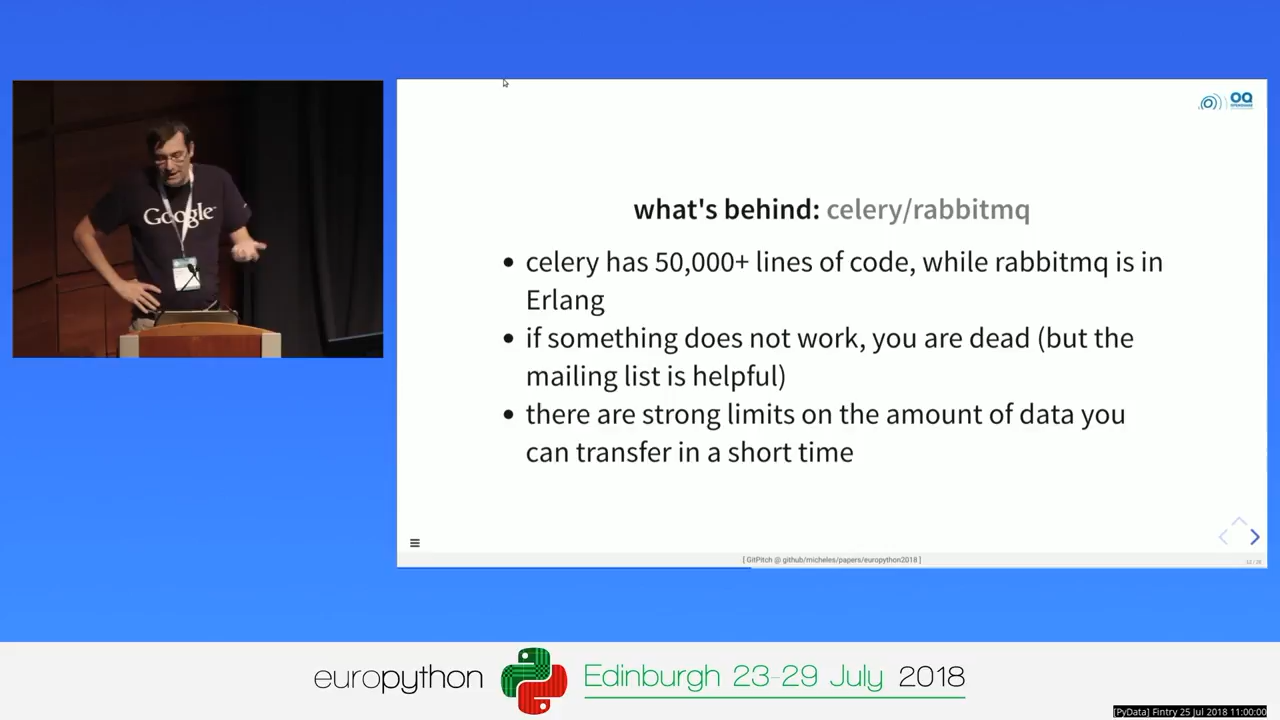 Google
OQ
what's behind: celery/rabbitmq
• celery has 50,000+ lines of code, while rabbitmq is in
Erlang
• if something does not work, you are dead (but the
mailing list is helpful)
• there are strong limits on the amount of data you
can transfer in a short time
[ GitPitch @ github/micheles/papers/europython2018 ]
europython
Edinburgh 23-29 July 2018
[PyData] Fintry 25 Jul 2018 11:00:00